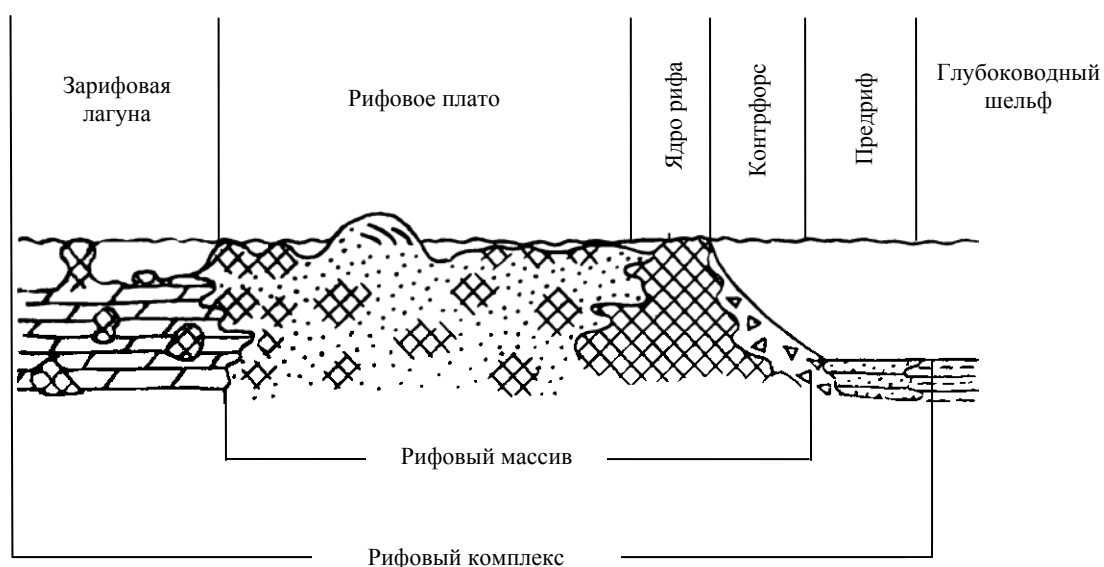 Зарифовая
лагуна
Рифовое плато
Ядро рифа
Контрфорс
Предриф
Глубоководный
шельф
Рифовый массив
Рифовый комплекс